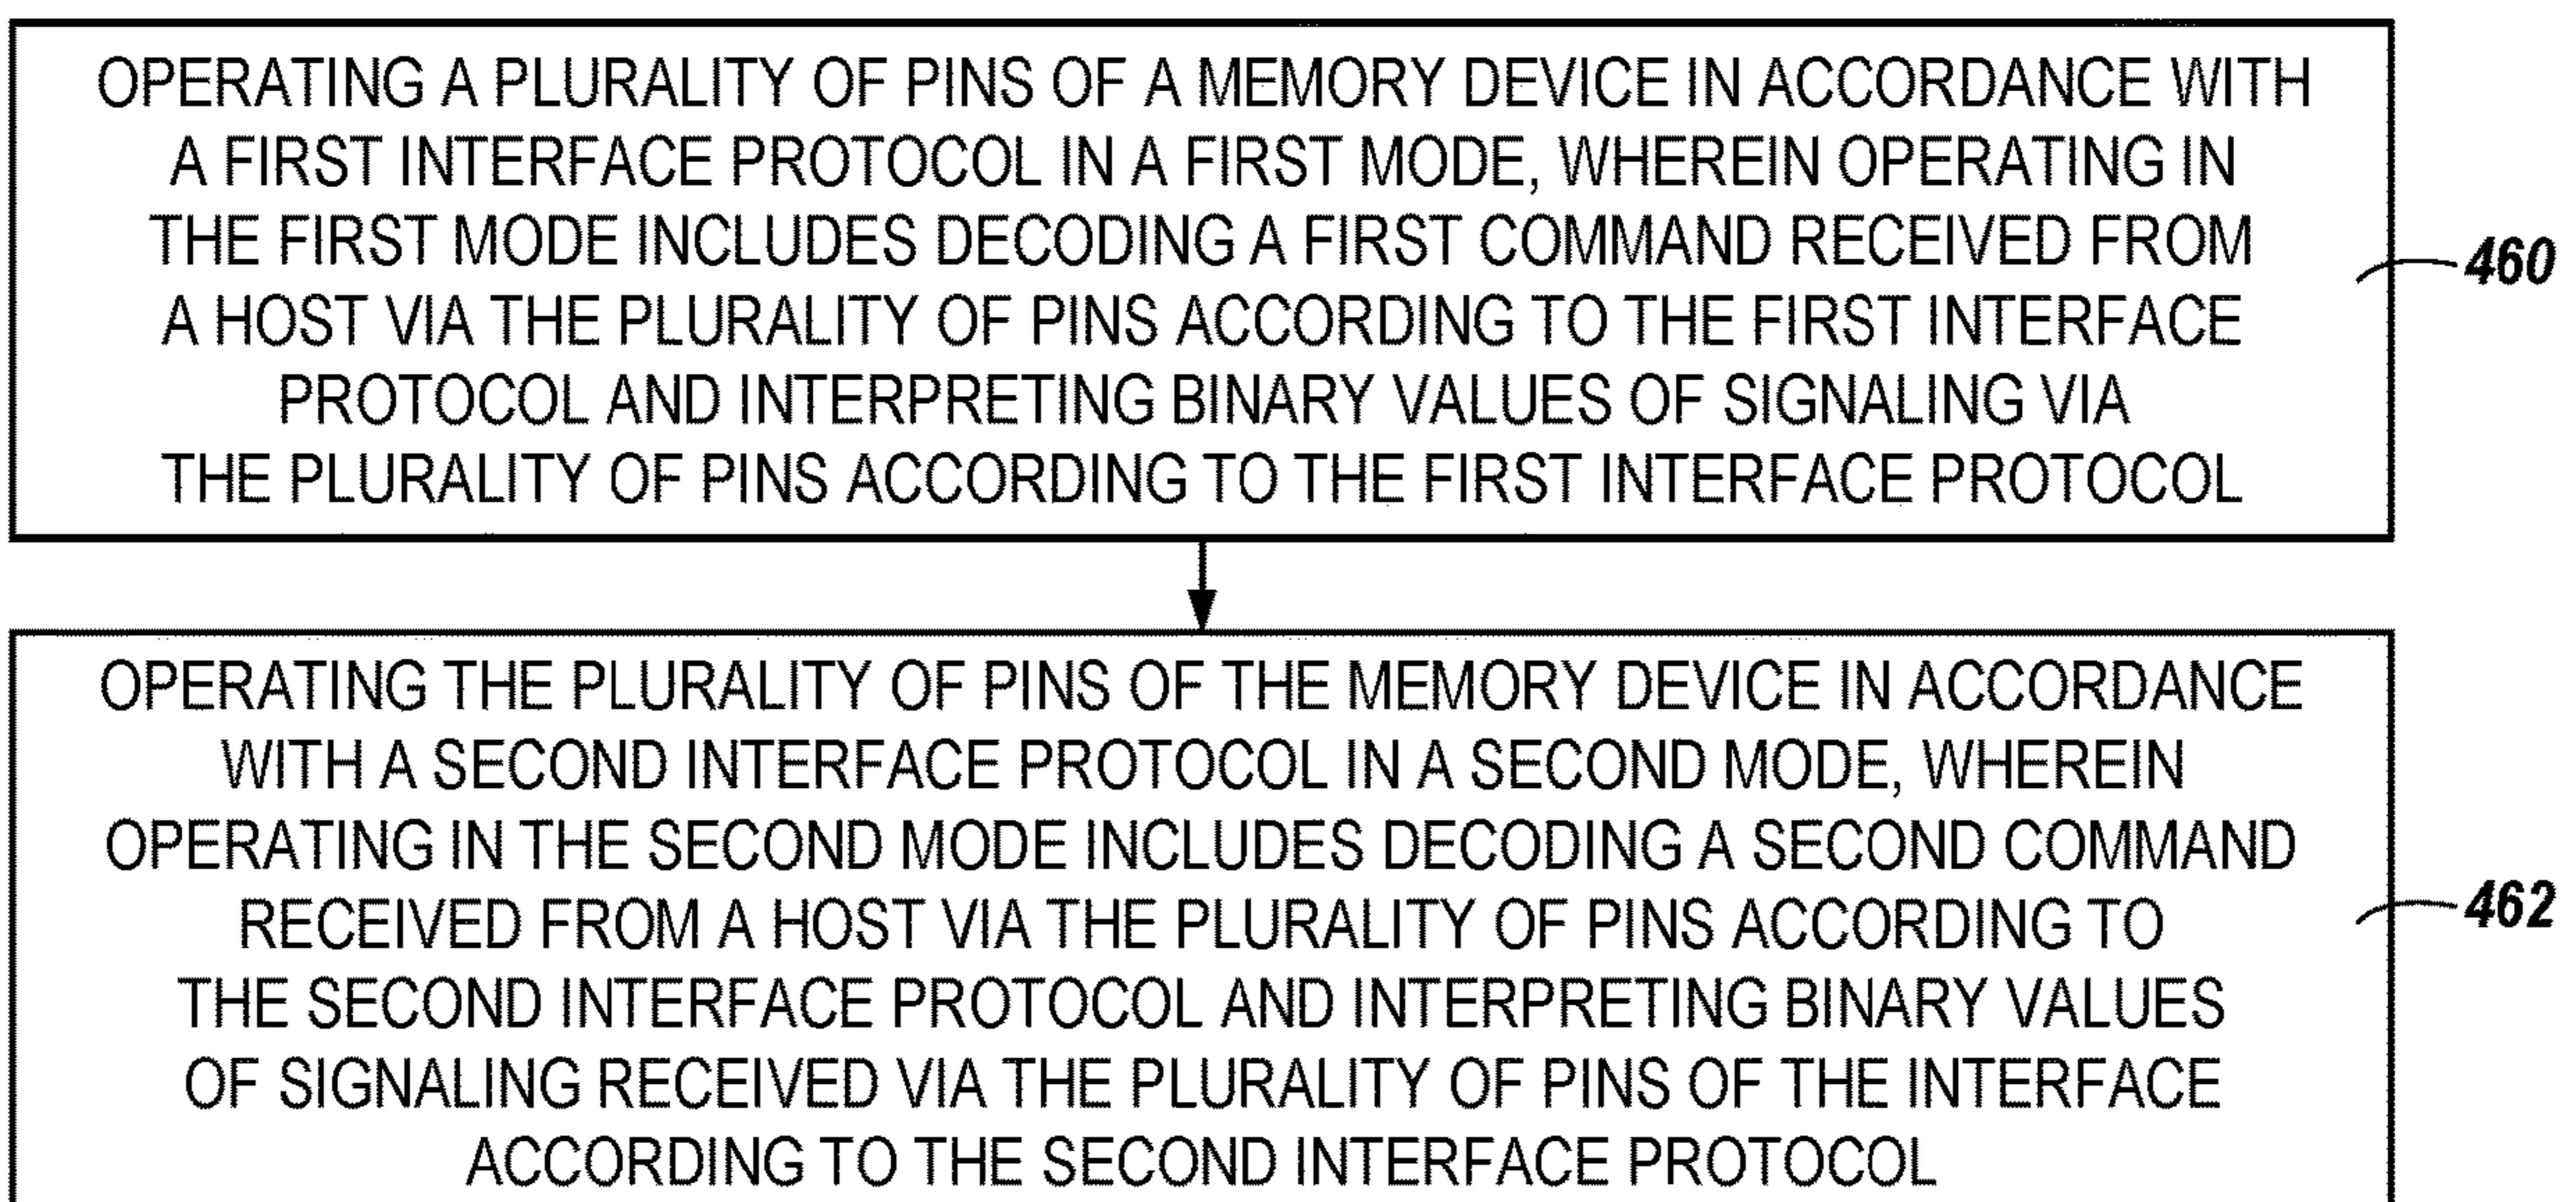 OPERATING A PLURALITY OF PINS OF A MEMORY DEVICE IN ACCORDANCE WITH
A FIRST INTERFACE PROTOCOL IN A FIRST MODE, WHEREIN OPERATING IN
THE FIRST MODE INCLUDES DECODING A FIRST COMMAND RECEIVED FROM
A HOST VIA THE PLURALITY OF PINS ACCORDING TO THE FIRST INTERFACE
PROTOCOL AND INTERPRETING BINARY VALUES OF SIGNALING VIA
THE PLURALITY OF PINS ACCORDING TO THE FIRST INTERFACE PROTOCOL
460
OPERATING THE PLURALITY OF PINS OF THE MEMORY DEVICE IN ACCORDANCE
WITH A SECOND INTERFACE PROTOCOL IN A SECOND MODE, WHEREIN
OPERATING IN THE SECOND MODE INCLUDES DECODING A SECOND COMMAND
RECEIVED FROM A HOST VIA THE PLURALITY OF PINS ACCORDING TO
THE SECOND INTERFACE PROTOCOL AND INTERPRETING BINARY VALUES
OF SIGNALING RECEIVED VIA THE PLURALITY OF PINS OF THE INTERFACE
ACCORDING TO THE SECOND INTERFACE PROTOCOL
462